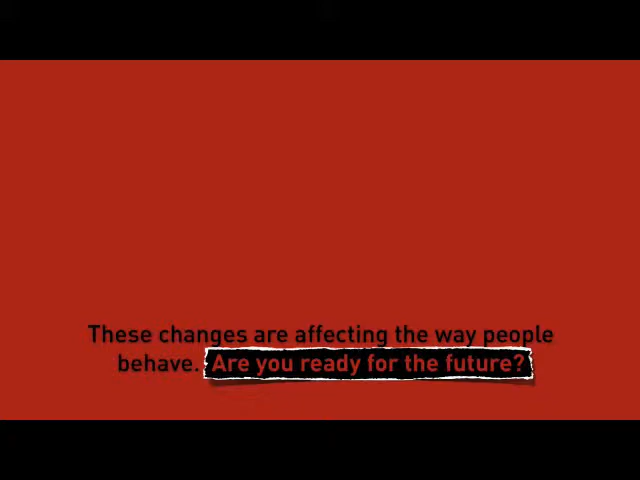 These changes are affecting the way people
behave. Are you ready for the future?